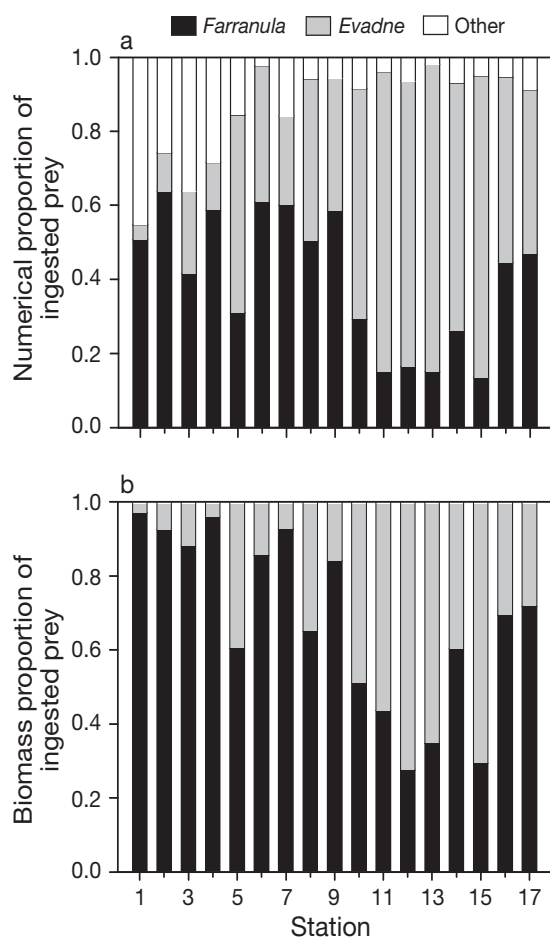 Farranula Evadne Other
a
1.0
0.8
0.6
0.4
0.2
0.0
Numerical proportion of
ingested prey
b
1.0
0.8
0.6
0.4
0.2
0.0
Biomass proportion of
ingested prey
1 3 5 7 9 11 13 15 17
Station